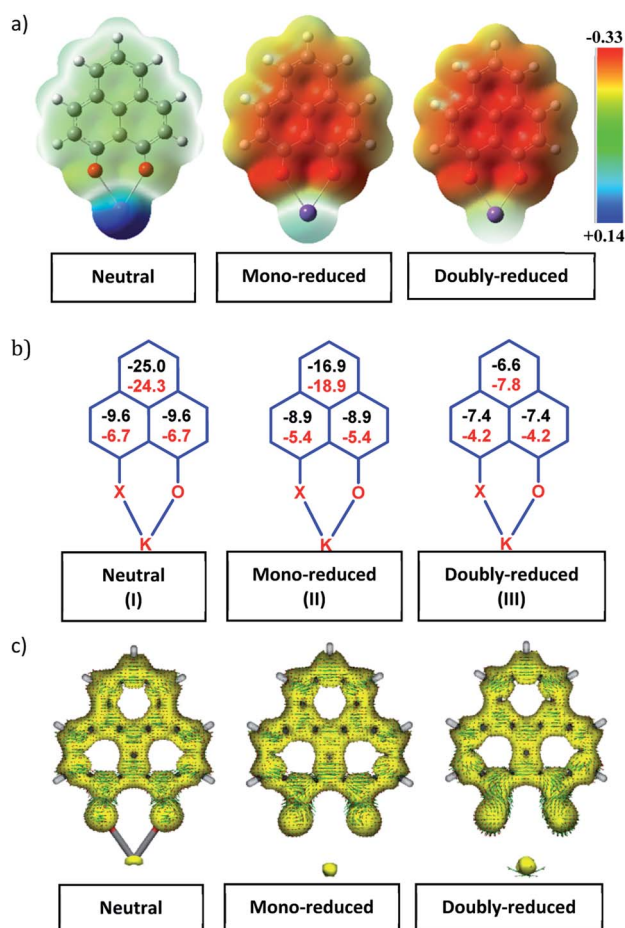 a)
-0.33
+0.14
Neutral
Mono-reduced
Doubly-reduced
b)
-25.0
-24.3
-9.6
-6.7
-9.6
-6.7
X
O
K
Neutral
(I)
-16.9
-18.9
-8.9
-5.4
-8.9
-5.4
X
O
K
Mono-reduced
(II)
-6.6
-7.8
-7.4
-4.2
-7.4
-4.2
X
O
K
Doubly-reduced
(III)
c)
Neutral
Mono-reduced
Doubly-reduced